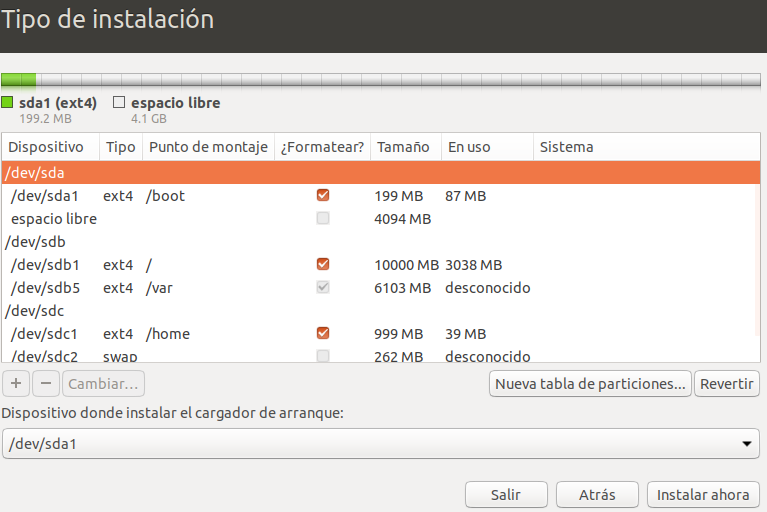 Tipo de instalación
sda1 (ext4) espacio libre
199.2 MB 4.1 GB
Dispositivo Tipo Punto de montaje ¿Formatear? Tamaño En uso Sistema
/dev/sda
/dev/sda1 ext4 /boot 199 MB 87 MB
espacio libre 4094 MB
/dev/sdb
/dev/sdb1 ext4 / 10000 MB 3038 MB
/dev/sdb5 ext4 /var 6103 MB desconocido
/dev/sdc
/dev/sdc1 ext4 /home 999 MB 39 MB
/dev/sdc2 swap 262 MB desconocido
+ − Cambiar... Nueva tabla de particiones... Revertir
Dispositivo donde instalar el cargador de arranque:
/dev/sda1
Salir Atrás Instalar ahora